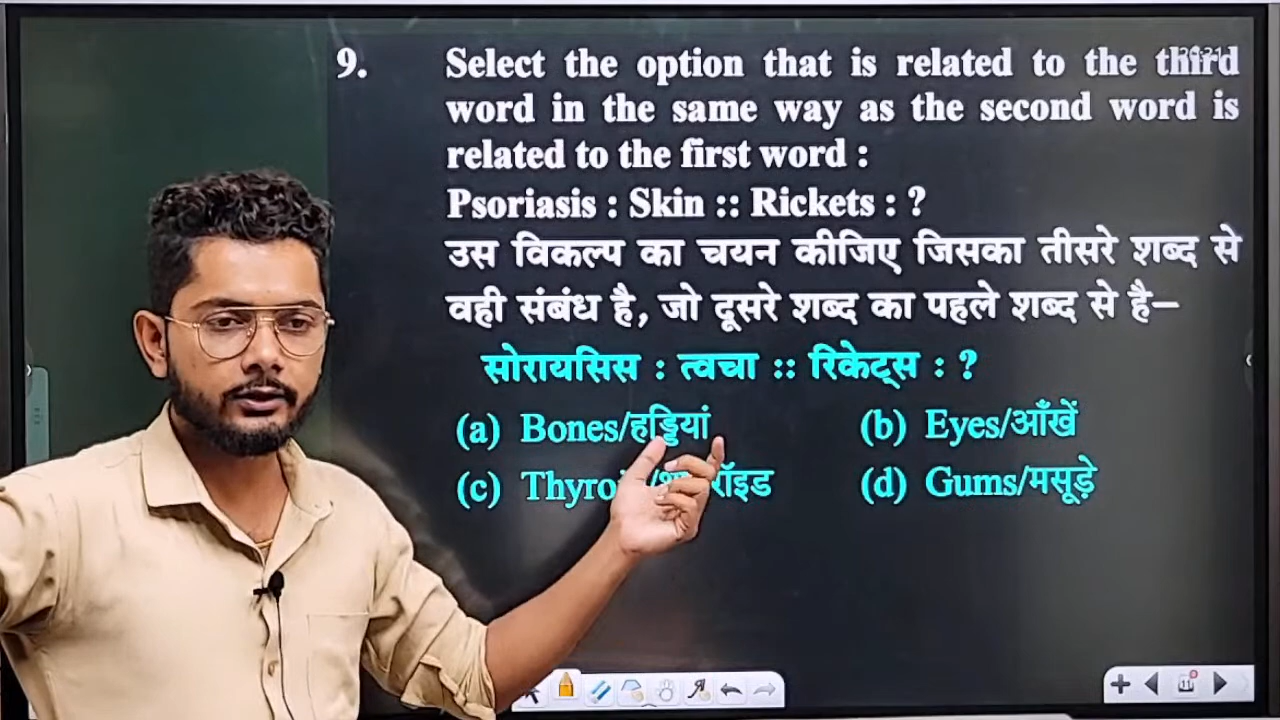 9. Select the option that is related to the third
word in the same way as the second word is
related to the first word :
Psoriasis : Skin :: Rickets : ?
उस विकल्प का चयन कीजिए जिसका तीसरे शब्द से
वही संबंध है, जो दूसरे शब्द का पहले शब्द से है–
सोरायसिस : त्वचा :: रिकेट्स : ?
(a) Bones/हड्डियां (b) Eyes/आँखें
(c) (d) Gums/मसूड़े